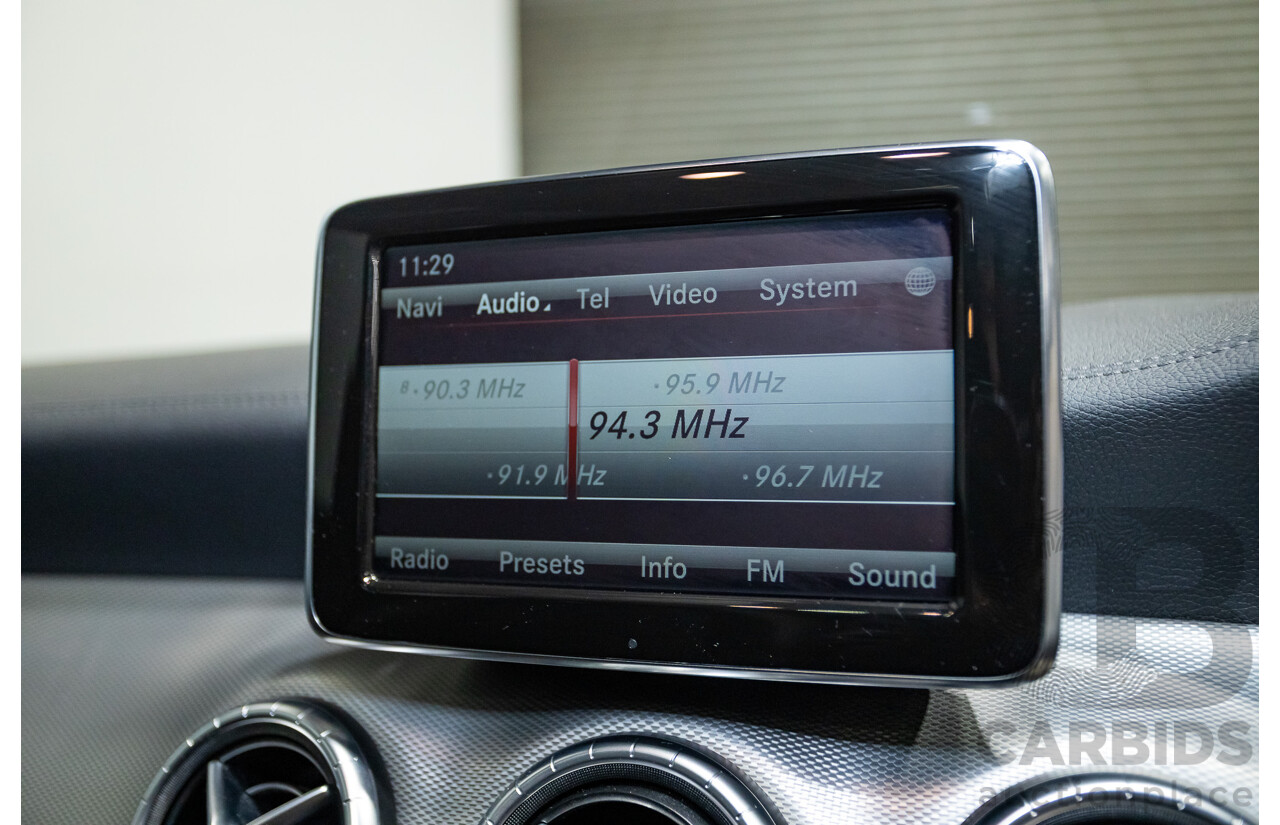 11:29
Navi Audio Tel Video System
8 · 90.3 MHz · 95.9 MHz
94.3 MHz
· 91.9 MHz · 96.7 MHz
Radio Presets Info FM Sound
CARBIDS
auctionplace